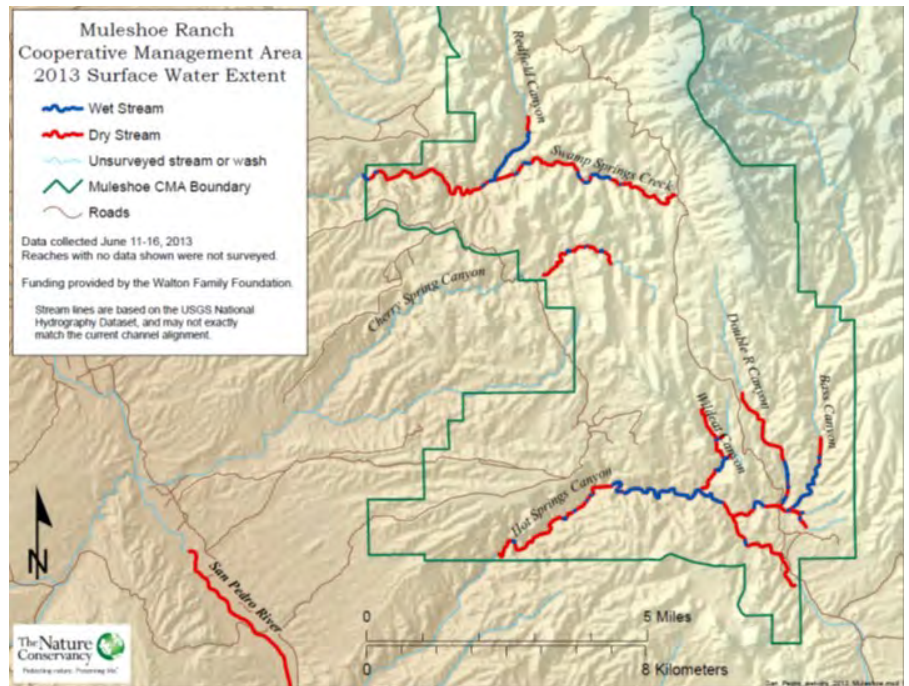 Muleshoe Ranch
Cooperative Management Area
2013 Surface Water Extent
Wet Stream
Dry Stream
Unsurveyed stream or wash
Muleshoe CMA Boundary
Roads
Data collected June 11-16, 2013
Reaches with no data shown were not surveyed.
Funding provided by the Walton Family Foundation.
Stream lines are based on the USGS National
Hydrography Dataset, and may not exactly
match the current channel alignment.
Redfield Canyon
Swamp Springs Creek
Cherry Spring Canyon
Double R Canyon
Bass Canyon
Wildcat Canyon
Hot Springs Canyon
San Pedro River
N
0 5 Miles
0 8 Kilometers
The Nature
Conservancy
Protecting nature. Preserving life.